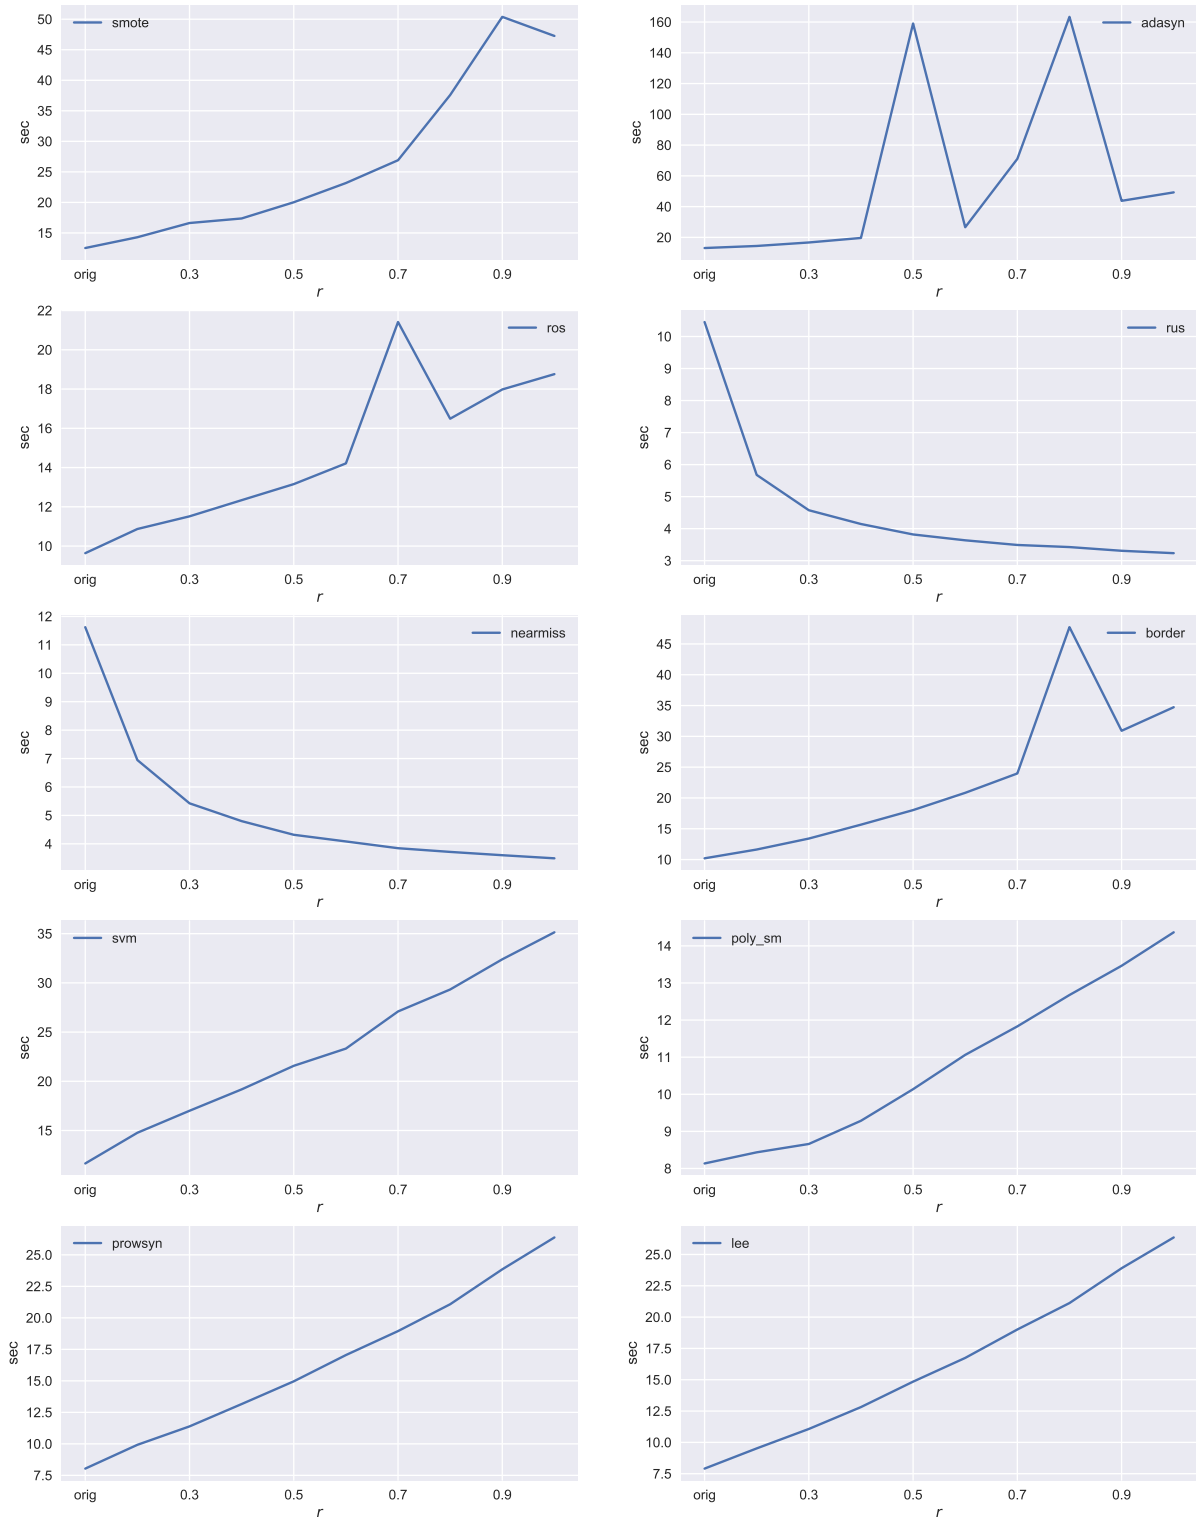 smote
50
45
40
35
30
25
20
15
sec
orig 0.3 0.5 0.7 0.9
r
adasyn
160
140
120
100
80
60
40
20
sec
orig 0.3 0.5 0.7 0.9
r
ros
22
20
18
16
14
12
10
sec
orig 0.3 0.5 0.7 0.9
r
rus
10
9
8
7
6
5
4
3
sec
orig 0.3 0.5 0.7 0.9
r
nearmiss
12
11
10
9
8
7
6
5
4
sec
orig 0.3 0.5 0.7 0.9
r
border
45
40
35
30
25
20
15
10
sec
orig 0.3 0.5 0.7 0.9
r
svm
35
30
25
20
15
sec
orig 0.3 0.5 0.7 0.9
r
poly_sm
14
13
12
11
10
9
8
sec
orig 0.3 0.5 0.7 0.9
r
prowsyn
25.0
22.5
20.0
17.5
15.0
12.5
10.0
7.5
sec
orig 0.3 0.5 0.7 0.9
r
lee
25.0
22.5
20.0
17.5
15.0
12.5
10.0
7.5
sec
orig 0.3 0.5 0.7 0.9
r